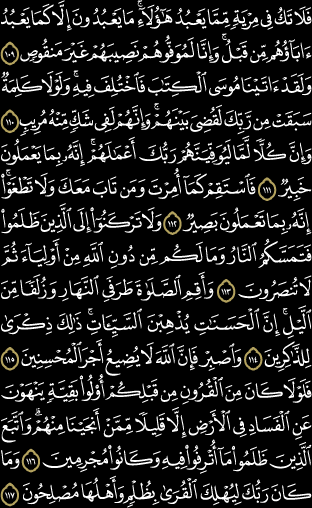 فَلَا تَكُ فِي مِرْيَةٍ مِّمَّا يَعْبُدُ هَٰٓؤُلَآءِ ۚ مَا يَعْبُدُونَ إِلَّا كَمَا يَعْبُدُ
ءَابَآؤُهُم مِّن قَبْلُ ۚ وَإِنَّا لَمُوَفُّوهُمْ نَصِيبَهُمْ غَيْرَ مَنقُوصٍ ١٠٩
وَلَقَدْ ءَاتَيْنَا مُوسَى ٱلْكِتَٰبَ فَٱخْتُلِفَ فِيهِ ۚ وَلَوْلَا كَلِمَةٌ
سَبَقَتْ مِن رَّبِّكَ لَقُضِيَ بَيْنَهُمْ ۚ وَإِنَّهُمْ لَفِي شَكٍّ مِّنْهُ مُرِيبٍ ١١٠
وَإِنَّ كُلًّا لَّمَّا لَيُوَفِّيَنَّهُمْ رَبُّكَ أَعْمَٰلَهُمْ ۚ إِنَّهُۥ بِمَا يَعْمَلُونَ
خَبِيرٌ ١١١ فَٱسْتَقِمْ كَمَآ أُمِرْتَ وَمَن تَابَ مَعَكَ وَلَا تَطْغَوْا۟ ۚ
إِنَّهُۥ بِمَا تَعْمَلُونَ بَصِيرٌ ١١٢ وَلَا تَرْكَنُوٓا۟ إِلَى ٱلَّذِينَ ظَلَمُوا۟
فَتَمَسَّكُمُ ٱلنَّارُ وَمَا لَكُم مِّن دُونِ ٱللَّهِ مِنْ أَوْلِيَآءَ ثُمَّ
لَا تُنصَرُونَ ١١٣ وَأَقِمِ ٱلصَّلَوٰةَ طَرَفَيِ ٱلنَّهَارِ وَزُلَفًا مِّنَ
ٱلَّيْلِ ۚ إِنَّ ٱلْحَسَنَٰتِ يُذْهِبْنَ ٱلسَّيِّـَٔاتِ ۚ ذَٰلِكَ ذِكْرَىٰ
لِلذَّٰكِرِينَ ١١٤ وَٱصْبِرْ فَإِنَّ ٱللَّهَ لَا يُضِيعُ أَجْرَ ٱلْمُحْسِنِينَ ١١٥
فَلَوْلَا كَانَ مِنَ ٱلْقُرُونِ مِن قَبْلِكُمْ أُو۟لُوا۟ بَقِيَّةٍ يَنْهَوْنَ
عَنِ ٱلْفَسَادِ فِي ٱلْأَرْضِ إِلَّا قَلِيلًا مِّمَّنْ أَنجَيْنَا مِنْهُمْ ۗ وَٱتَّبَعَ
ٱلَّذِينَ ظَلَمُوا۟ مَآ أُتْرِفُوا۟ فِيهِ وَكَانُوا۟ مُجْرِمِينَ ١١٦ وَمَا
كَانَ رَبُّكَ لِيُهْلِكَ ٱلْقُرَىٰ بِظُلْمٍ وَأَهْلُهَا مُصْلِحُونَ ١١٧